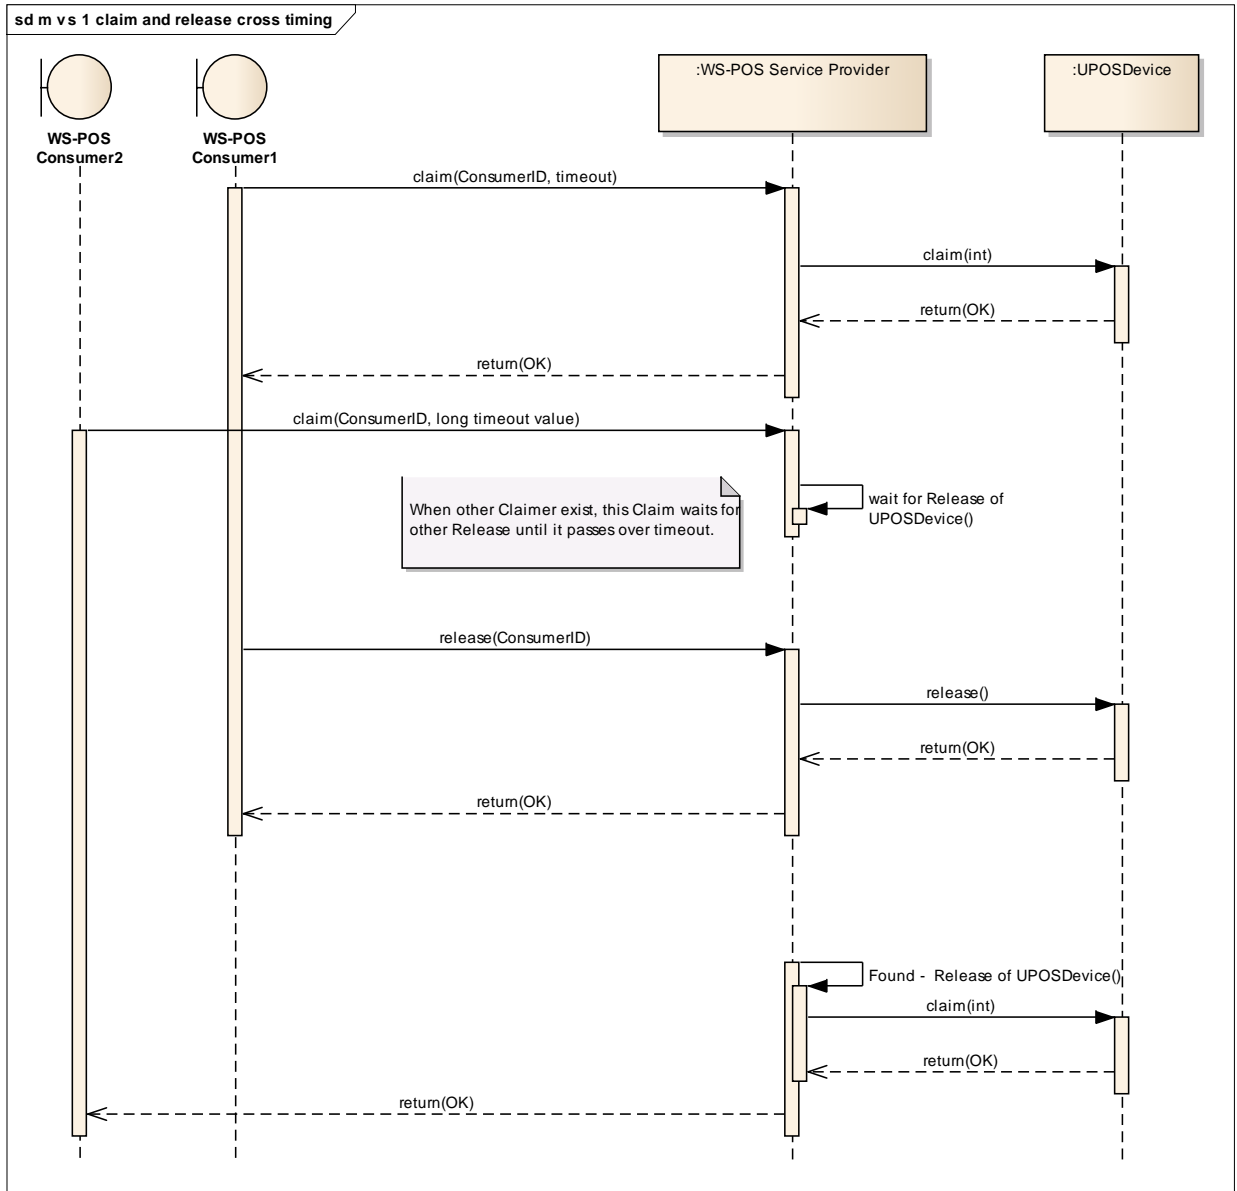 sd m v s 1 claim and release cross timing
WS-POS
Consumer2
WS-POS
Consumer1
:WS-POS Service Provider
:UPOSDevice
claim(ConsumerID, timeout)
claim(int)
return(OK)
return(OK)
claim(ConsumerID, long timeout value)
wait for Release of
UPOSDevice()
When other Claimer exist, this Claim waits for
other Release until it passes over timeout.
release(ConsumerID)
release()
return(OK)
return(OK)
Found - Release of UPOSDevice()
claim(int)
return(OK)
return(OK)